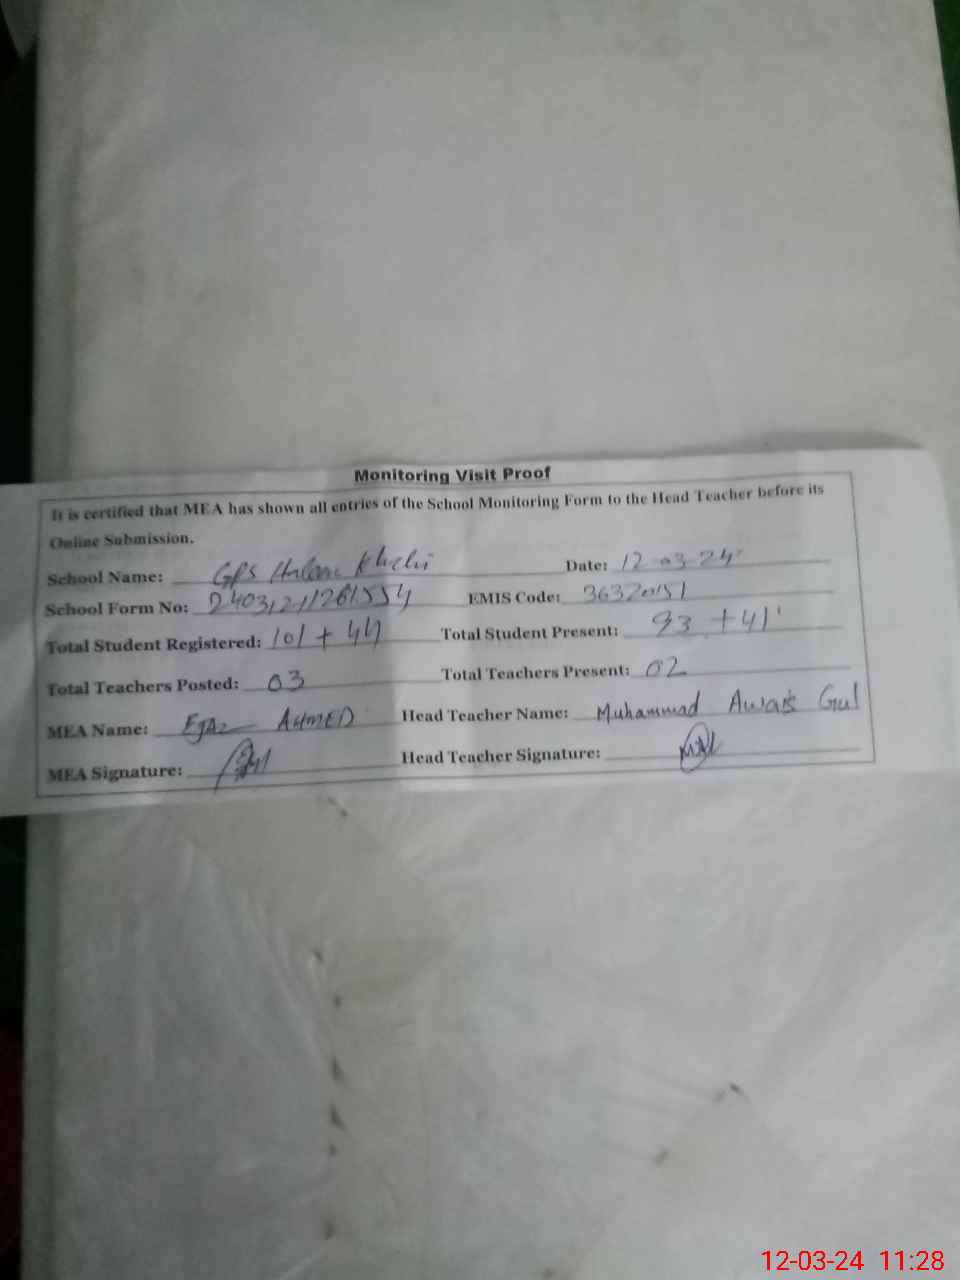 Monitoring Visit Proof
It is certified that MEA has shown all entries of the School Monitoring Form to the Head Teacher before its
Online Submission.
School Name: GPS Date: 12-03-24
School Form No: EMIS Code:
Total Student Registered: 101 + 44 Total Student Present: 93 + 41
Total Teachers Posted: 03 Total Teachers Present: 02
MEA Name: EJAZ AHMED Head Teacher Name: Muhammad Awais Gul
MEA Signature: Head Teacher Signature:
12-03-24 11:28